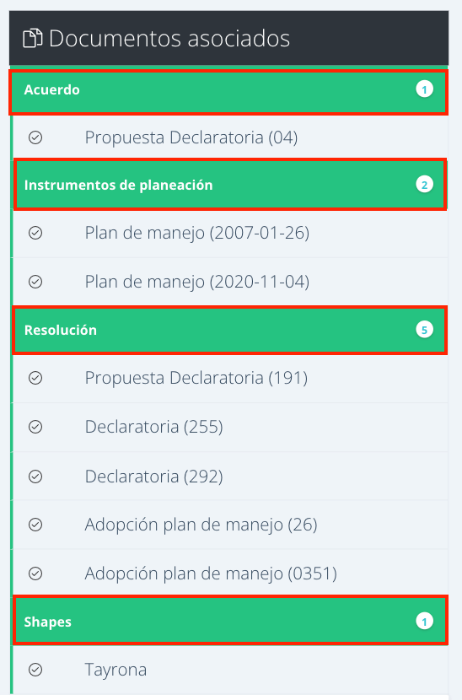 Documentos asociados
Acuerdo 1
Propuesta Declaratoria (04)
Instrumentos de planeación 2
Plan de manejo (2007-01-26)
Plan de manejo (2020-11-04)
Resolución 5
Propuesta Declaratoria (191)
Declaratoria (255)
Declaratoria (292)
Adopción plan de manejo (26)
Adopción plan de manejo (0351)
Shapes 1
Tayrona